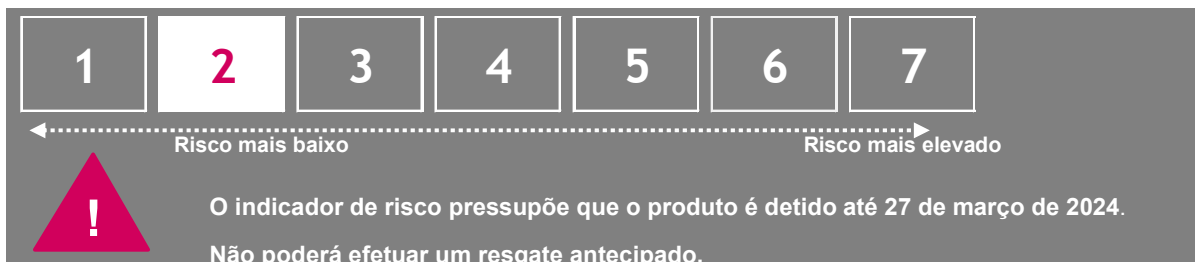 1 2 3 4 5 6 7
Risco mais baixo Risco mais elevado
!
O indicador de risco pressupõe que o produto é detido até 27 de março de 2024.
Não poderá efetuar um resgate antecipado.